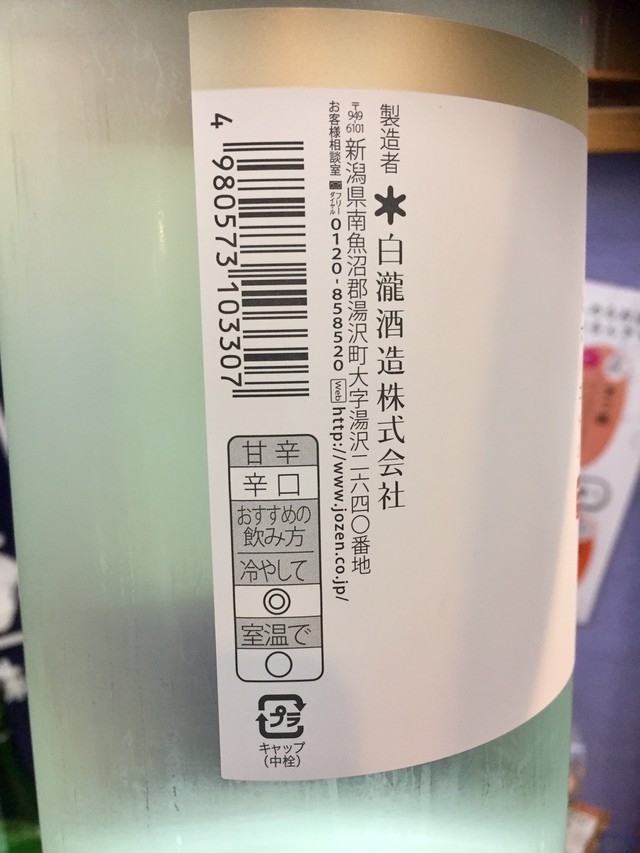 製造者
白瀧酒造株式会社
〒949-6101 新潟県南魚沼郡湯沢町大字湯沢二六四〇番地
お客様相談室 フリーダイヤル 0120-858520 Web http://www.jozen.co.jp/
4 980573 103307
甘辛
辛口
おすすめの
飲み方
冷やして
◎
室温で
○
プラ
キャップ
(中栓)